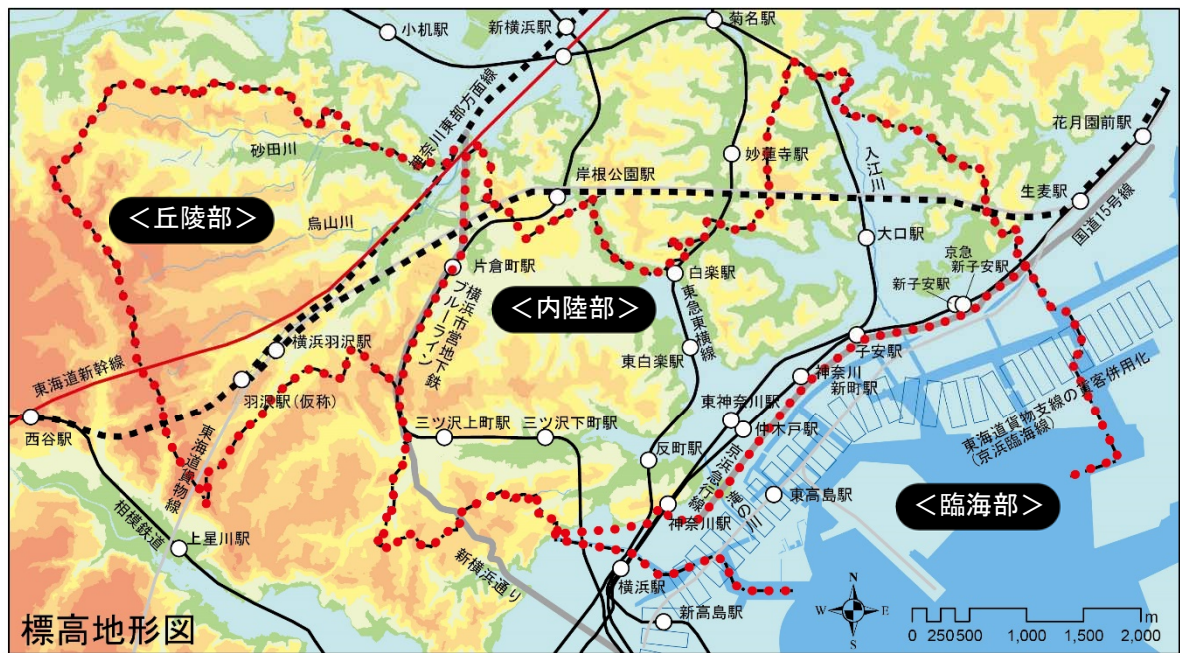 小机駅
新横浜駅
菊名駅
神奈川東部方面線
砂田川
妙蓮寺駅
入江川
花月園前駅
岸根公園駅
生麦駅
国道15号線
<丘陵部>
鳥山川
大口駅
片倉町駅
白楽駅
京急
新子安駅
新子安駅
<内陸部>
横浜市営地下鉄
ブルーライン
東急東横線
横浜羽沢駅
東白楽駅
子安駅
東海道新幹線
羽沢駅(仮称)
神奈川
新町駅
東海道貨物支線の貨客併用化
(京浜臨海線)
西谷駅
三ツ沢上町駅
三ツ沢下町駅
東神奈川駅
仲木戸駅
東海道貨物線
反町駅
京浜急行線
滝の川
東高島駅
<臨海部>
相模鉄道
上星川駅
神奈川駅
新横浜通り
横浜駅
新高島駅
標高地形図
N
W
E
S
0 250 500 1,000 1,500 2,000
m